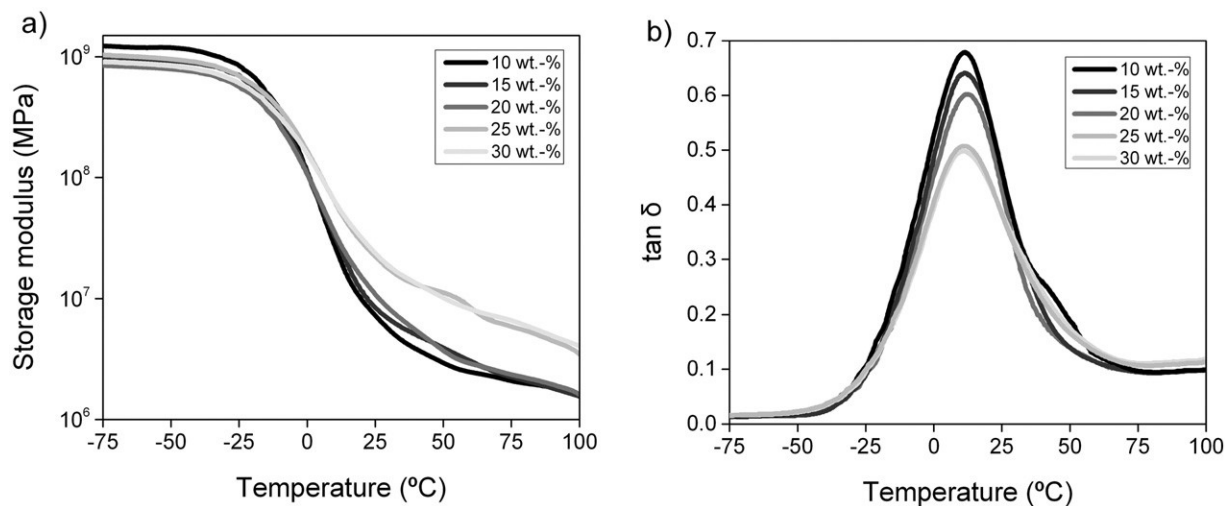 a)
Storage modulus (MPa)
10⁹
10⁸
10⁷
10⁶
-75 -50 -25 0 25 50 75 100
Temperature (ºC)
10 wt.-%
15 wt.-%
20 wt.-%
25 wt.-%
30 wt.-%
b)
tan δ
0.7
0.6
0.5
0.4
0.3
0.2
0.1
0.0
-75 -50 -25 0 25 50 75 100
Temperature (ºC)
10 wt.-%
15 wt.-%
20 wt.-%
25 wt.-%
30 wt.-%